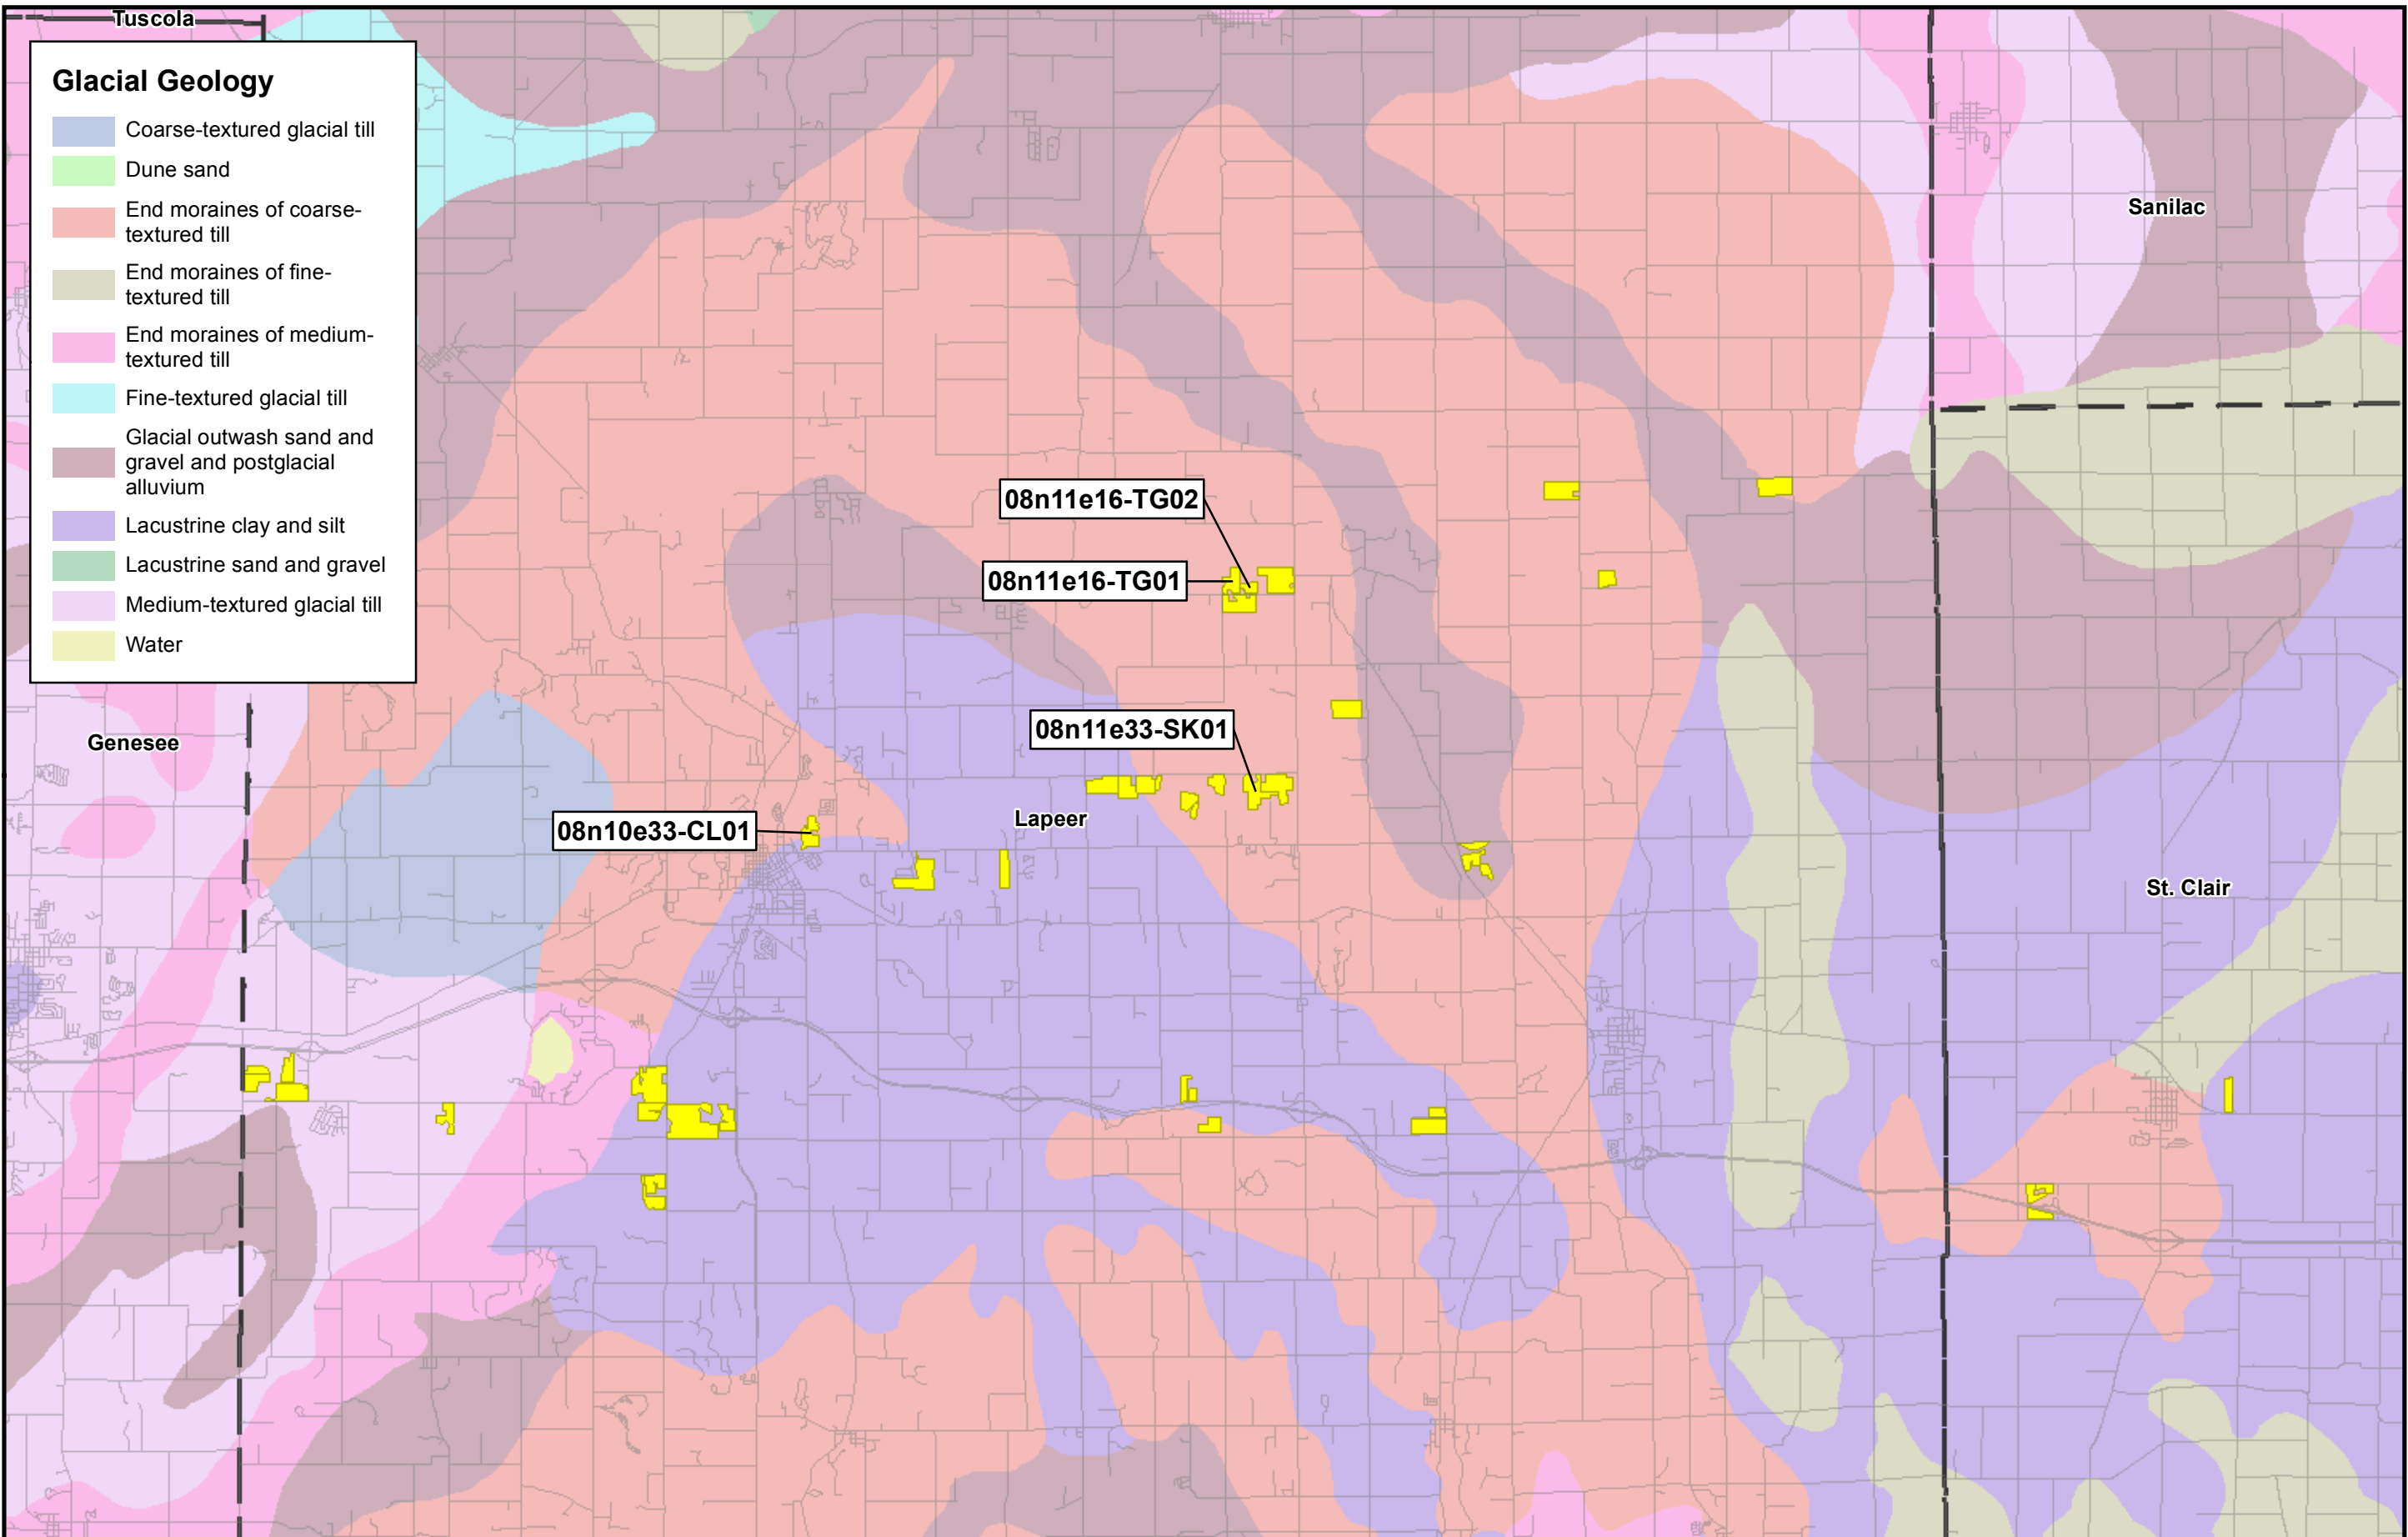 Tuscola
Glacial Geology
Coarse-textured glacial till
Dune sand
End moraines of coarse-
textured till
End moraines of fine-
textured till
End moraines of medium-
textured till
Fine-textured glacial till
Glacial outwash sand and
gravel and postglacial
alluvium
Lacustrine clay and silt
Lacustrine sand and gravel
Medium-textured glacial till
Water
Sanilac
08n11e16-TG02
08n11e16-TG01
08n11e33-SK01
Genesee
Lapeer
08n10e33-CL01
St. Clair